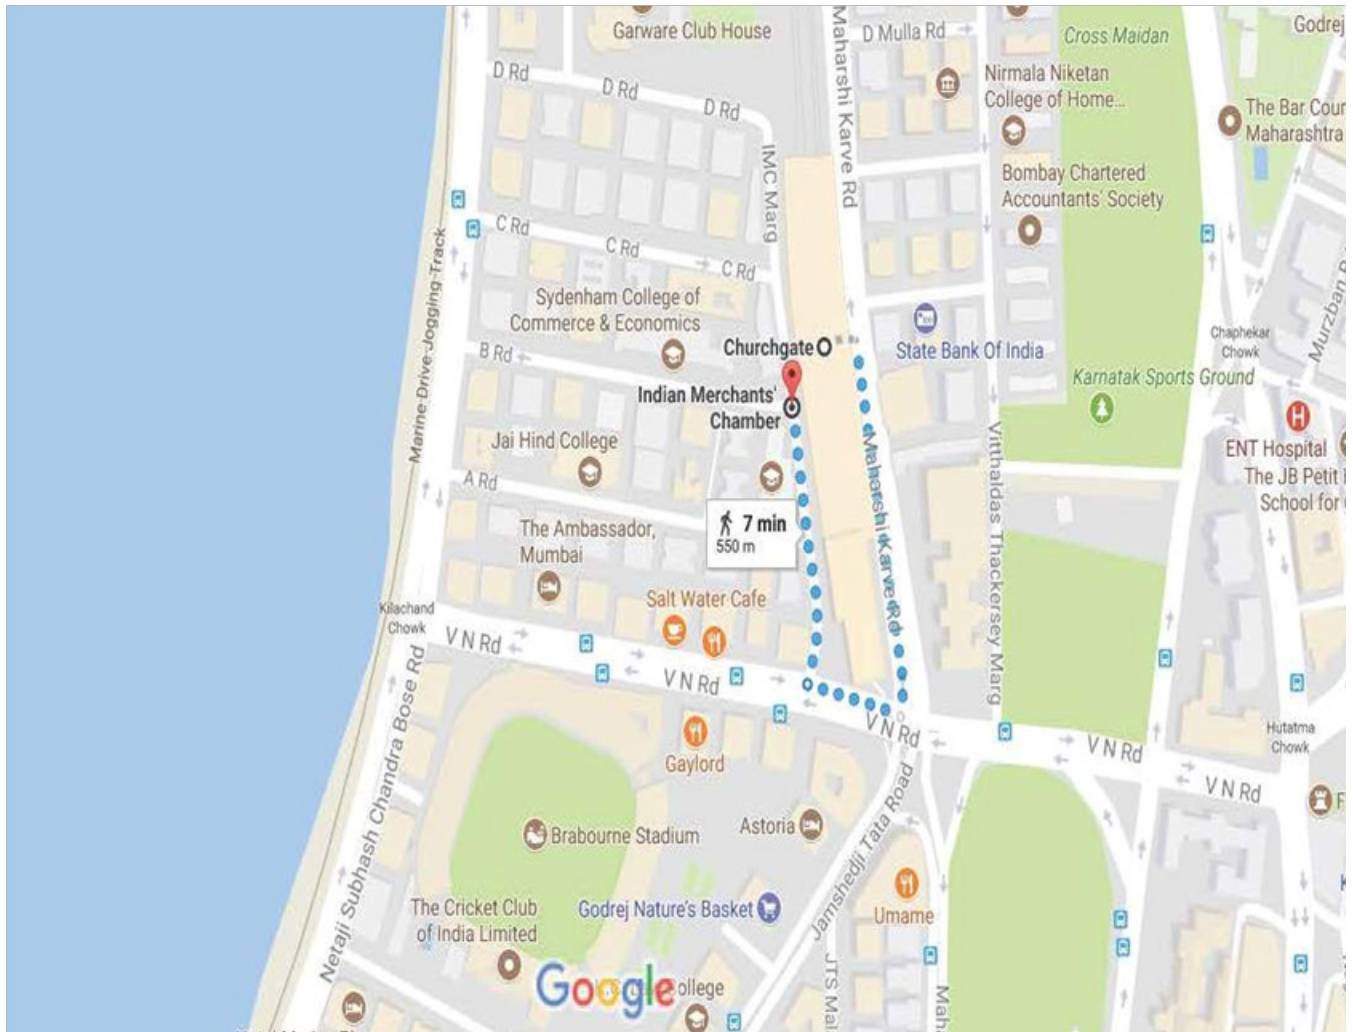 Garware Club House
D Mulla Rd
Cross Maidan
Godrej
Maharshi Karve Rd
D Rd
D Rd
D Rd
Nirmala Niketan
College of Home...
The Bar Cour
Maharashtra
IMC Marg
Bombay Chartered
Accountants' Society
C Rd
C Rd
C Rd
Marine Drive Jogging Track
Sydenham College of
Commerce & Economics
Murzban R
Chaphekar
Chowk
B Rd
Churchgate
State Bank Of India
Karnatak Sports Ground
Indian Merchants'
Chamber
H
Jai Hind College
Maharshi Karve Rd
Vitthaldas Thackersey Marg
ENT Hospital
The JB Petit H
School for
A Rd
The Ambassador,
Mumbai
7 min
550 m
Salt Water Cafe
Kilachand
Chowk
V N Rd
V N Rd
V N Rd
V N Rd
V N Rd
Hutatma
Chowk
Netaji Subhash Chandra Bose Rd
Gaylord
Jamshedji Tata Road
Brabourne Stadium
Astoria
F
The Cricket Club
of India Limited
Godrej Nature's Basket
Umame
K
JTS Mal
Maha
Google
ollege